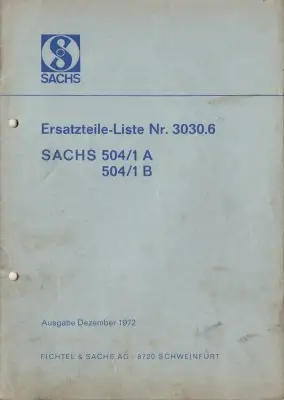 SACHS
Ersatzteile-Liste Nr. 3030.6
SACHS 504/1 A
504/1 B
Ausgabe Dezember 1972
FICHTEL & SACHS AG · 8720 SCHWEINFURT